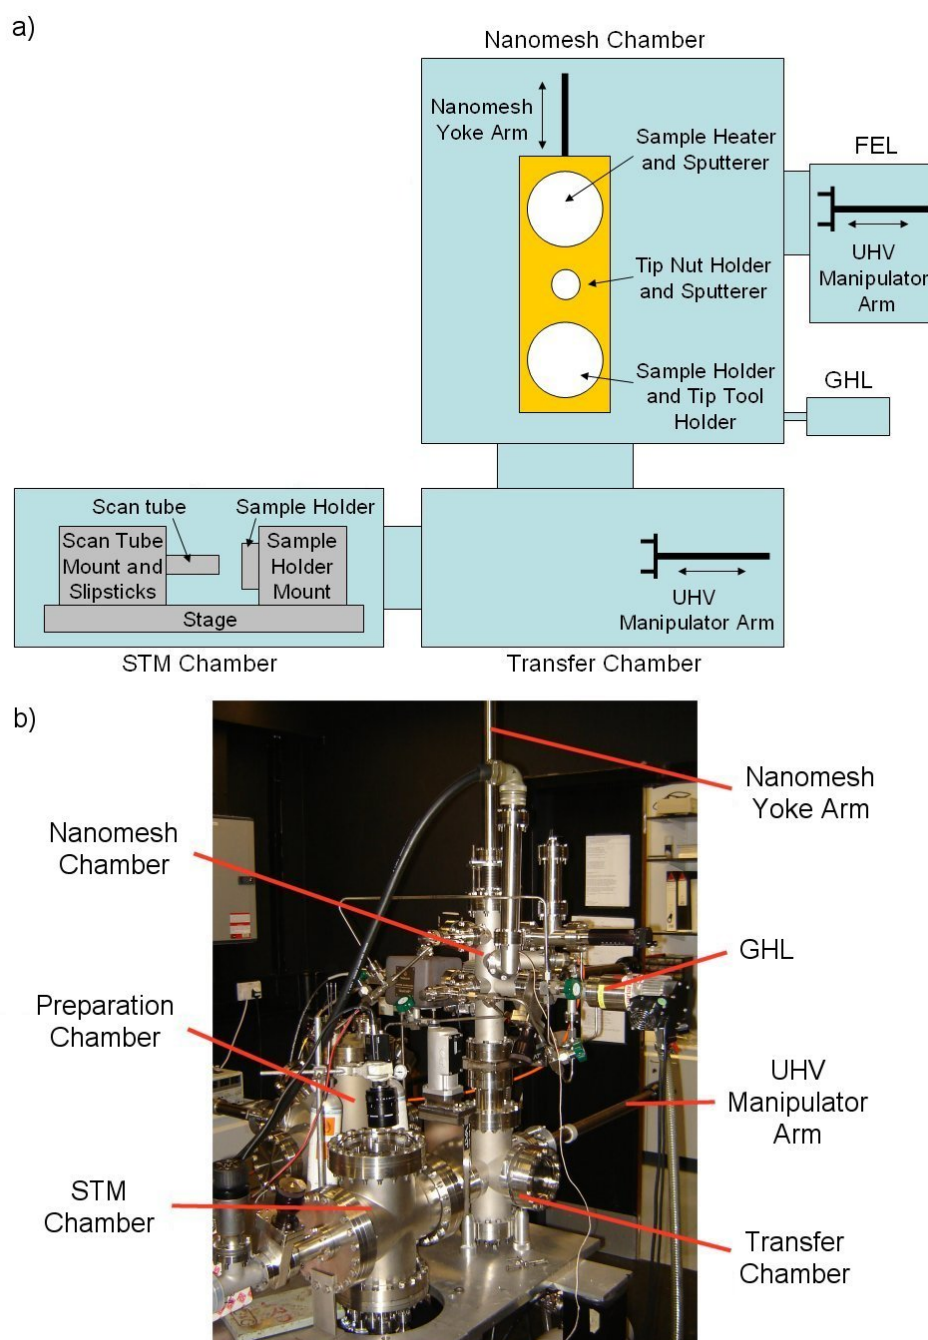 a)
Nanomesh Chamber
Nanomesh
Yoke Arm
Sample Heater
and Sputterer
FEL
UHV
Manipulator
Arm
Tip Nut Holder
and Sputterer
Sample Holder
and Tip Tool
Holder
GHL
Scan tube
Sample Holder
Scan Tube
Mount and
Slipsticks
Sample
Holder
Mount
Stage
UHV
Manipulator Arm
STM Chamber
Transfer Chamber
b)
Nanomesh
Yoke Arm
Nanomesh
Chamber
GHL
Preparation
Chamber
UHV
Manipulator
Arm
STM
Chamber
Transfer
Chamber